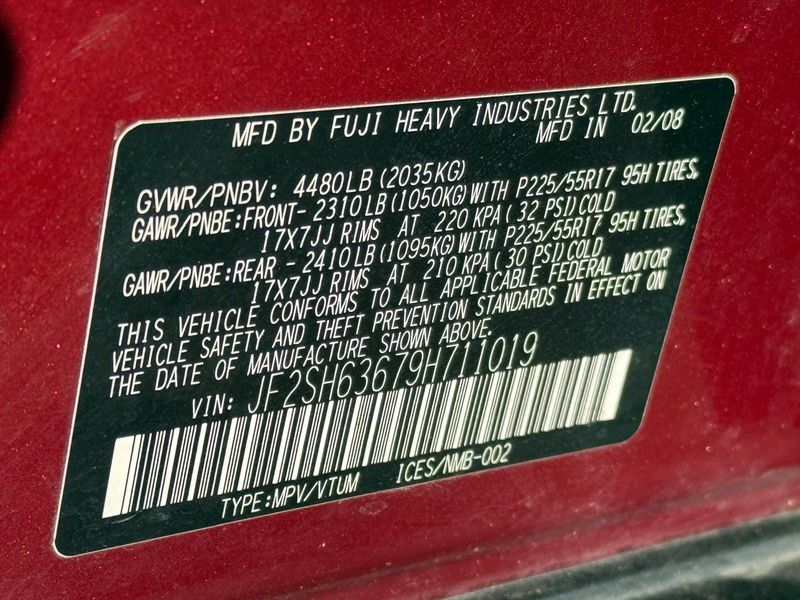 MFD BY FUJI HEAVY INDUSTRIES LTD.
MFD IN 02/08
GVWR/PNBV: 4480LB (2035KG)
GAWR/PNBE: FRONT- 2310LB (1050KG) WITH P225/55R17 95H TIRES,
17X7JJ RIMS AT 220 KPA ( 32 PSI) COLD
GAWR/PNBE: REAR - 2410LB (1095KG) WITH P225/55R17 95H TIRES,
17X7JJ RIMS AT 210 KPA ( 30 PSI) COLD
THIS VEHICLE CONFORMS TO ALL APPLICABLE FEDERAL MOTOR
VEHICLE SAFETY AND THEFT PREVENTION STANDARDS IN EFFECT ON
THE DATE OF MANUFACTURE SHOWN ABOVE.
VIN: JF2SH63679H711019
TYPE:MPV/VTUM ICES/NMB-002